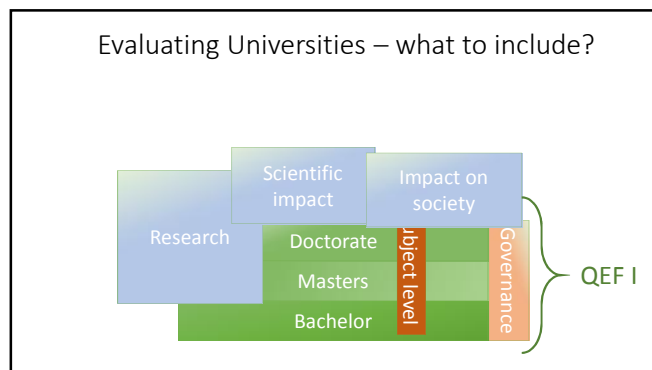 Evaluating Universities – what to include?
Scientific
impact
Impact on
society
Research
Doctorate
Masters
Bachelor
ubject level
Governance
QEF I